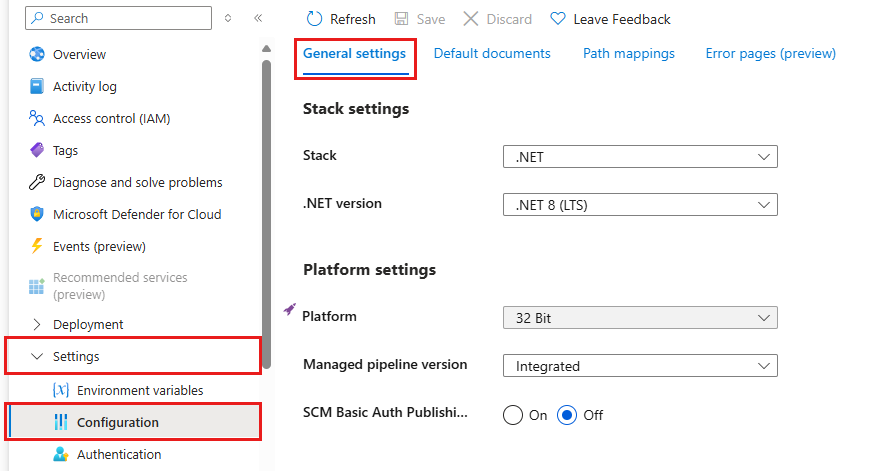 Search
Overview
Activity log
Access control (IAM)
Tags
Diagnose and solve problems
Microsoft Defender for Cloud
Events (preview)
Recommended services
(preview)
Deployment
Settings
{x} Environment variables
Configuration
Authentication
Refresh Save Discard Leave Feedback
General settings Default documents Path mappings Error pages (preview)
Stack settings
Stack .NET
.NET version .NET 8 (LTS)
Platform settings
Platform 32 Bit
Managed pipeline version Integrated
SCM Basic Auth Publishi... On Off